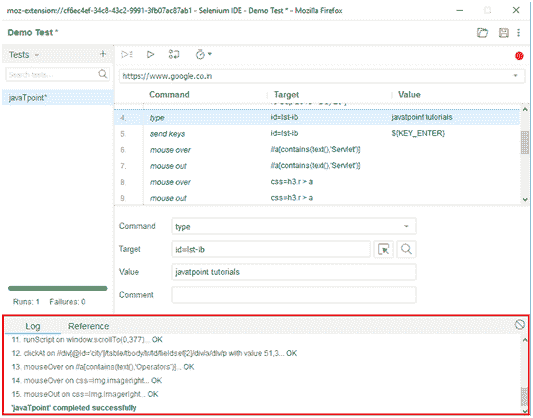 moz-extension://cf6ec4ef-34c8-43c2-9991-3fb07ac87ab1 - Selenium IDE - Demo Test * - Mozilla Firefox
Demo Test *
Tests
Search tests...
javaTpoint*
https://www.google.co.in
Command Target Value
4. type id=lst-ib javatpoint tutorials
5 send keys id=lst-ib ${KEY_ENTER}
6. mouse over //a[contains(text(),'Servlet')]
7. mouse out //a[contains(text(),'Servlet')]
8 mouse over css=h3.r > a
9 mouse out css=h3.r > a
Command type
Target id=lst-ib
Value javatpoint tutorials
Comment
Runs: 1 Failures: 0
Log Reference
11. runScript on window.scrollTo(0,377)... OK
12. clickAt on //div[@id='city']/table/tbody/tr/td/fieldset[2]/div/a/div/p with value 51,3... OK
13. mouseOver on //a[contains(text(),'Operators')]... OK
14. mouseOver on css=img.imageright... OK
15. mouseOut on css=img.imageright... OK
'javaTpoint' completed successfully